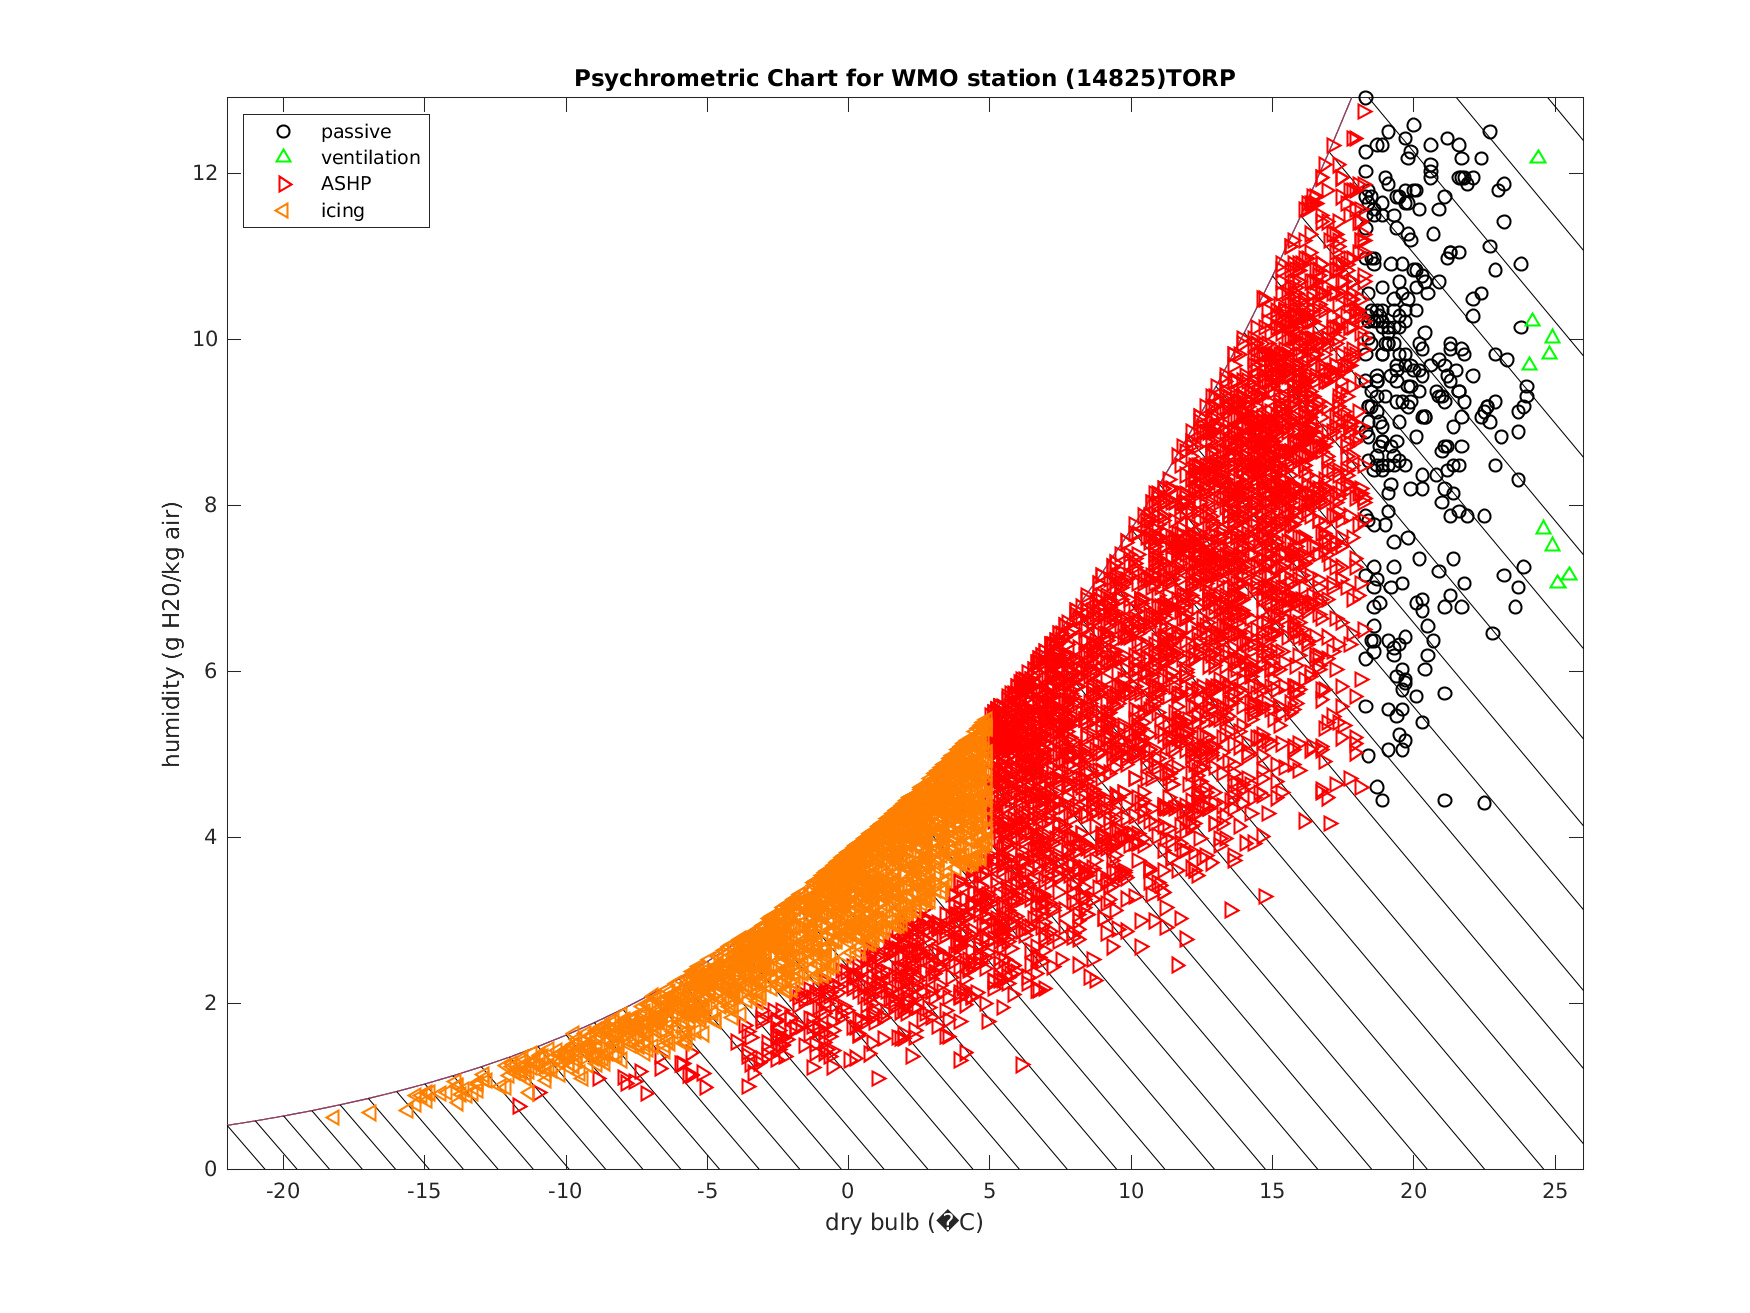 Psychrometric Chart for WMO station (14825)TORP
passive
ventilation
ASHP
icing
humidity (g H20/kg air)
12
10
8
6
4
2
0
-20 -15 -10 -5 0 5 10 15 20 25
dry bulb (�C)